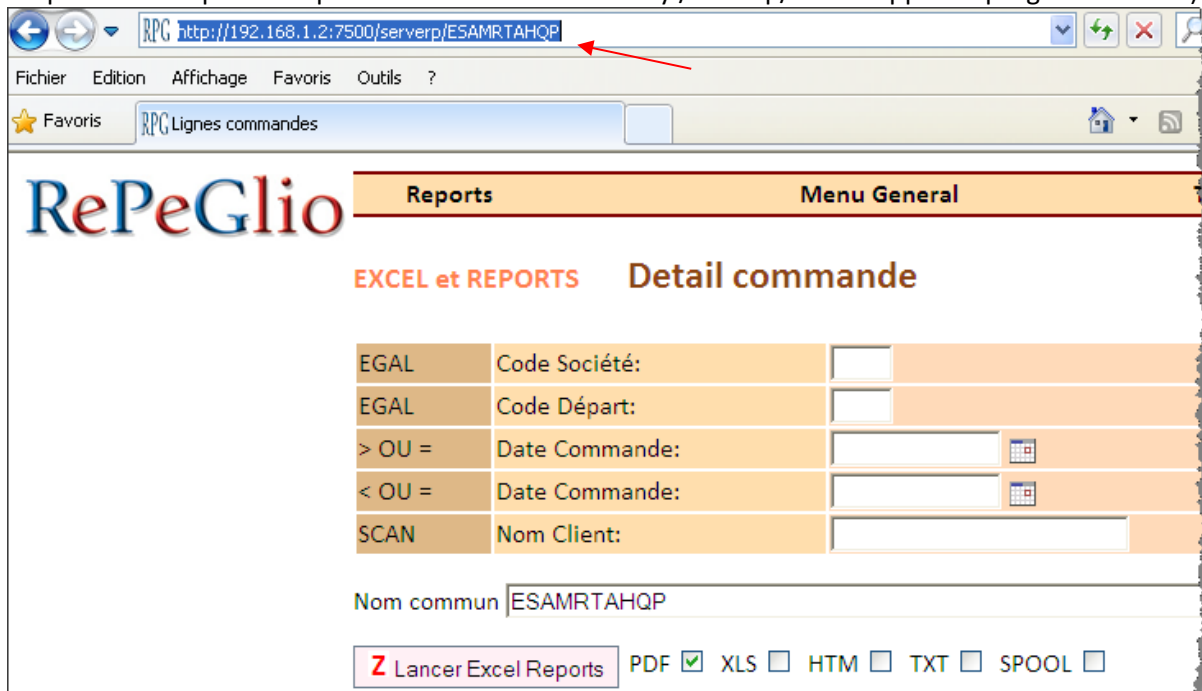 RPG http://192.168.1.2:7500/serverp/ESAMRTAHQP
Fichier Edition Affichage Favoris Outils ?
Favoris RPG Lignes commandes
RePeGlio
Reports Menu General
EXCEL et REPORTS Detail commande
EGAL Code Société:
EGAL Code Départ:
> OU = Date Commande:
< OU = Date Commande:
SCAN Nom Client:
Nom commun ESAMRTAHQP
Z Lancer Excel Reports PDF XLS HTM TXT SPOOL